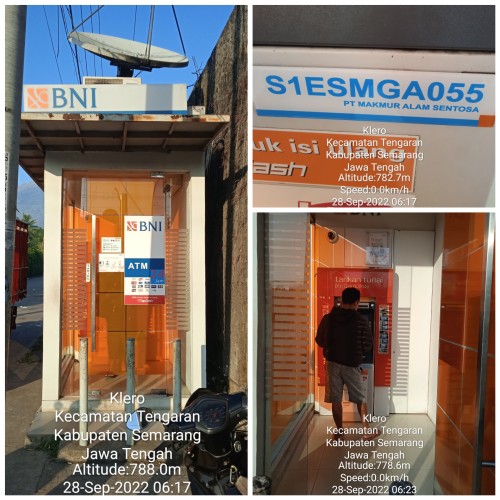 BNI
BNI
ATM
Klero
Kecamatan Tengaran
Kabupaten Semarang
Jawa Tengah
Altitude:788.0m
28-Sep-2022 06:17
S1ESMGA055
PT MAKMUR ALAM SENTOSA
uk isi ulang
ash
Klero
Kecamatan Tengaran
Kabupaten Semarang
Jawa Tengah
Altitude:782.7m
Speed:0.0km/h
28-Sep-2022 06:17
Tarikan Tunai
Klero
Kecamatan Tengaran
Kabupaten Semarang
Jawa Tengah
Altitude:778.6m
Speed:0.0km/h
28-Sep-2022 06:23